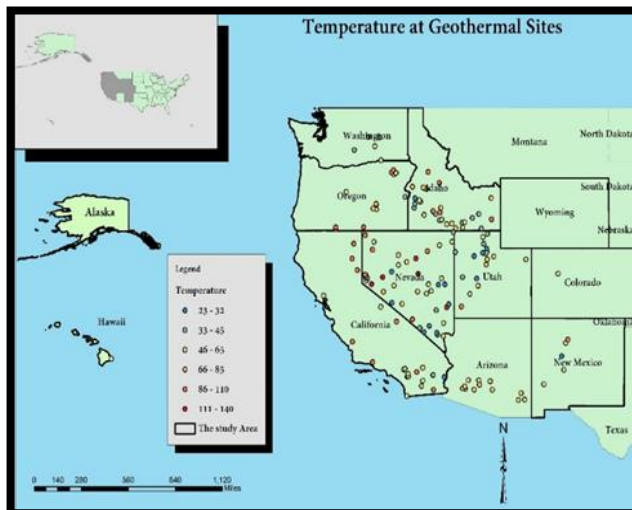 Temperature at Geothermal Sites
Washington
Montana
North Dakota
Oregon
Idaho
South Dakota
Wyoming
Nebraska
Alaska
Legend
Temperature
23 - 32
33 - 45
46 - 65
66 - 85
86 - 110
111 - 140
The study Area
Nevada
Utah
Colorado
Hawaii
California
Oklahoma
Arizona
New Mexico
Texas
N
0 140 280 560 840 1,120
Miles